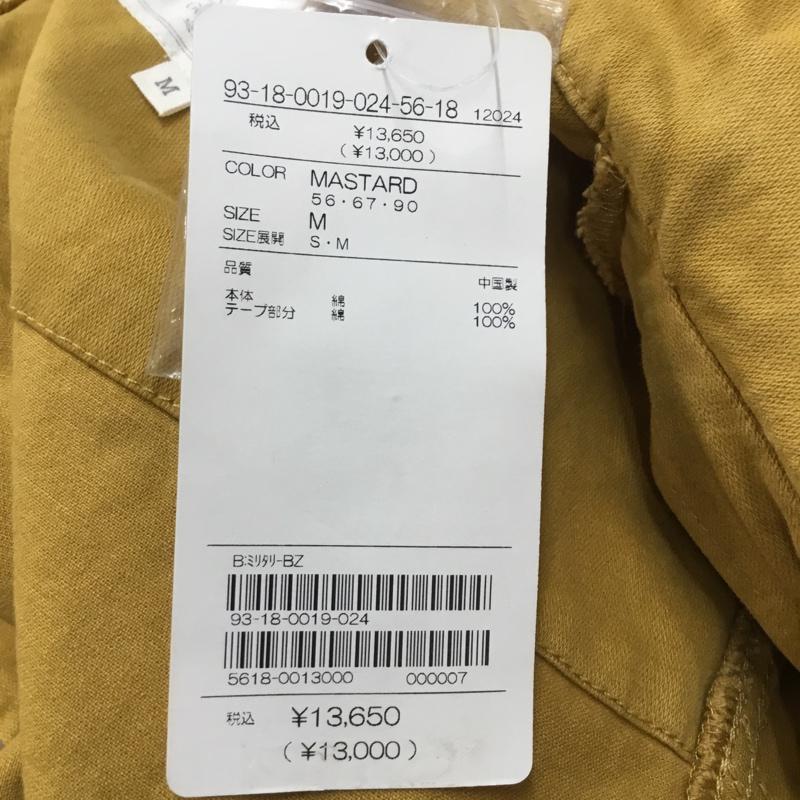 M
93-18-0019-024-56-18 12024
税込 ¥13,650
(¥13,000)
COLOR MASTARD
56・67・90
SIZE M
SIZE展開 S・M
品質 中国製
本体 綿 100%
テープ部分 綿 100%
B:ミリタリ-BZ
93-18-0019-024
5618-0013000 000007
税込 ¥13,650
(¥13,000)